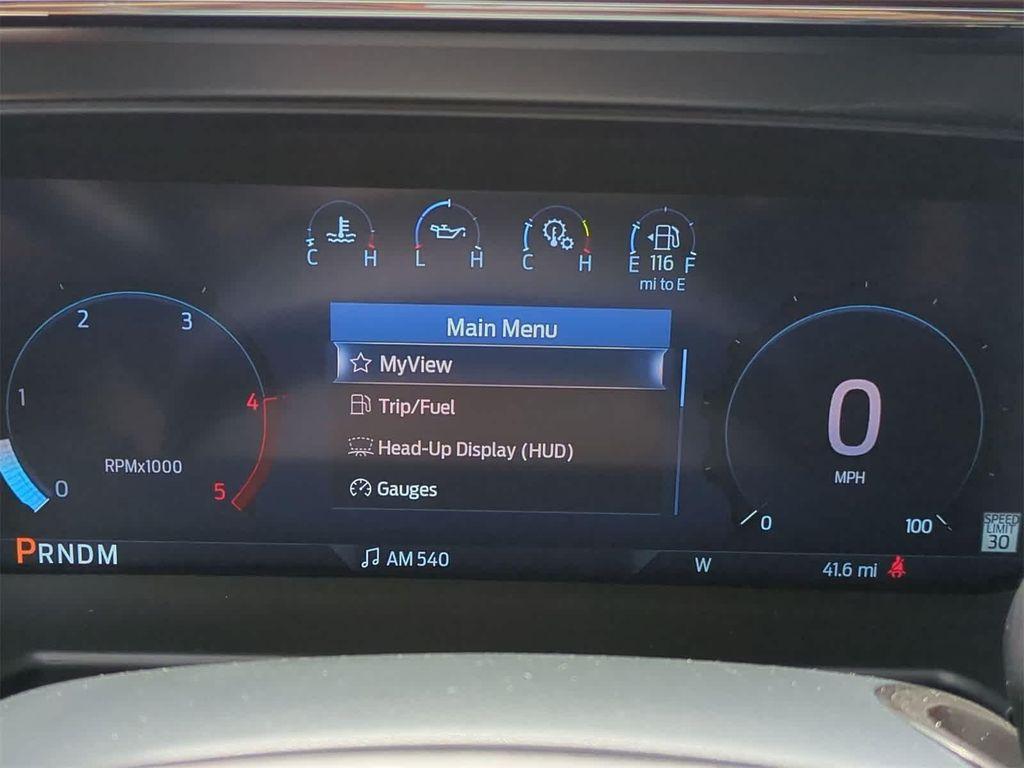 C H
L H
C H
E 116 F
mi to E
2 3
1 4
0 5
RPMx1000
Main Menu
MyView
Trip/Fuel
Head-Up Display (HUD)
Gauges
0
MPH
0 100
SPEED
LIMIT
30
PRNDM
AM 540
W
41.6 mi